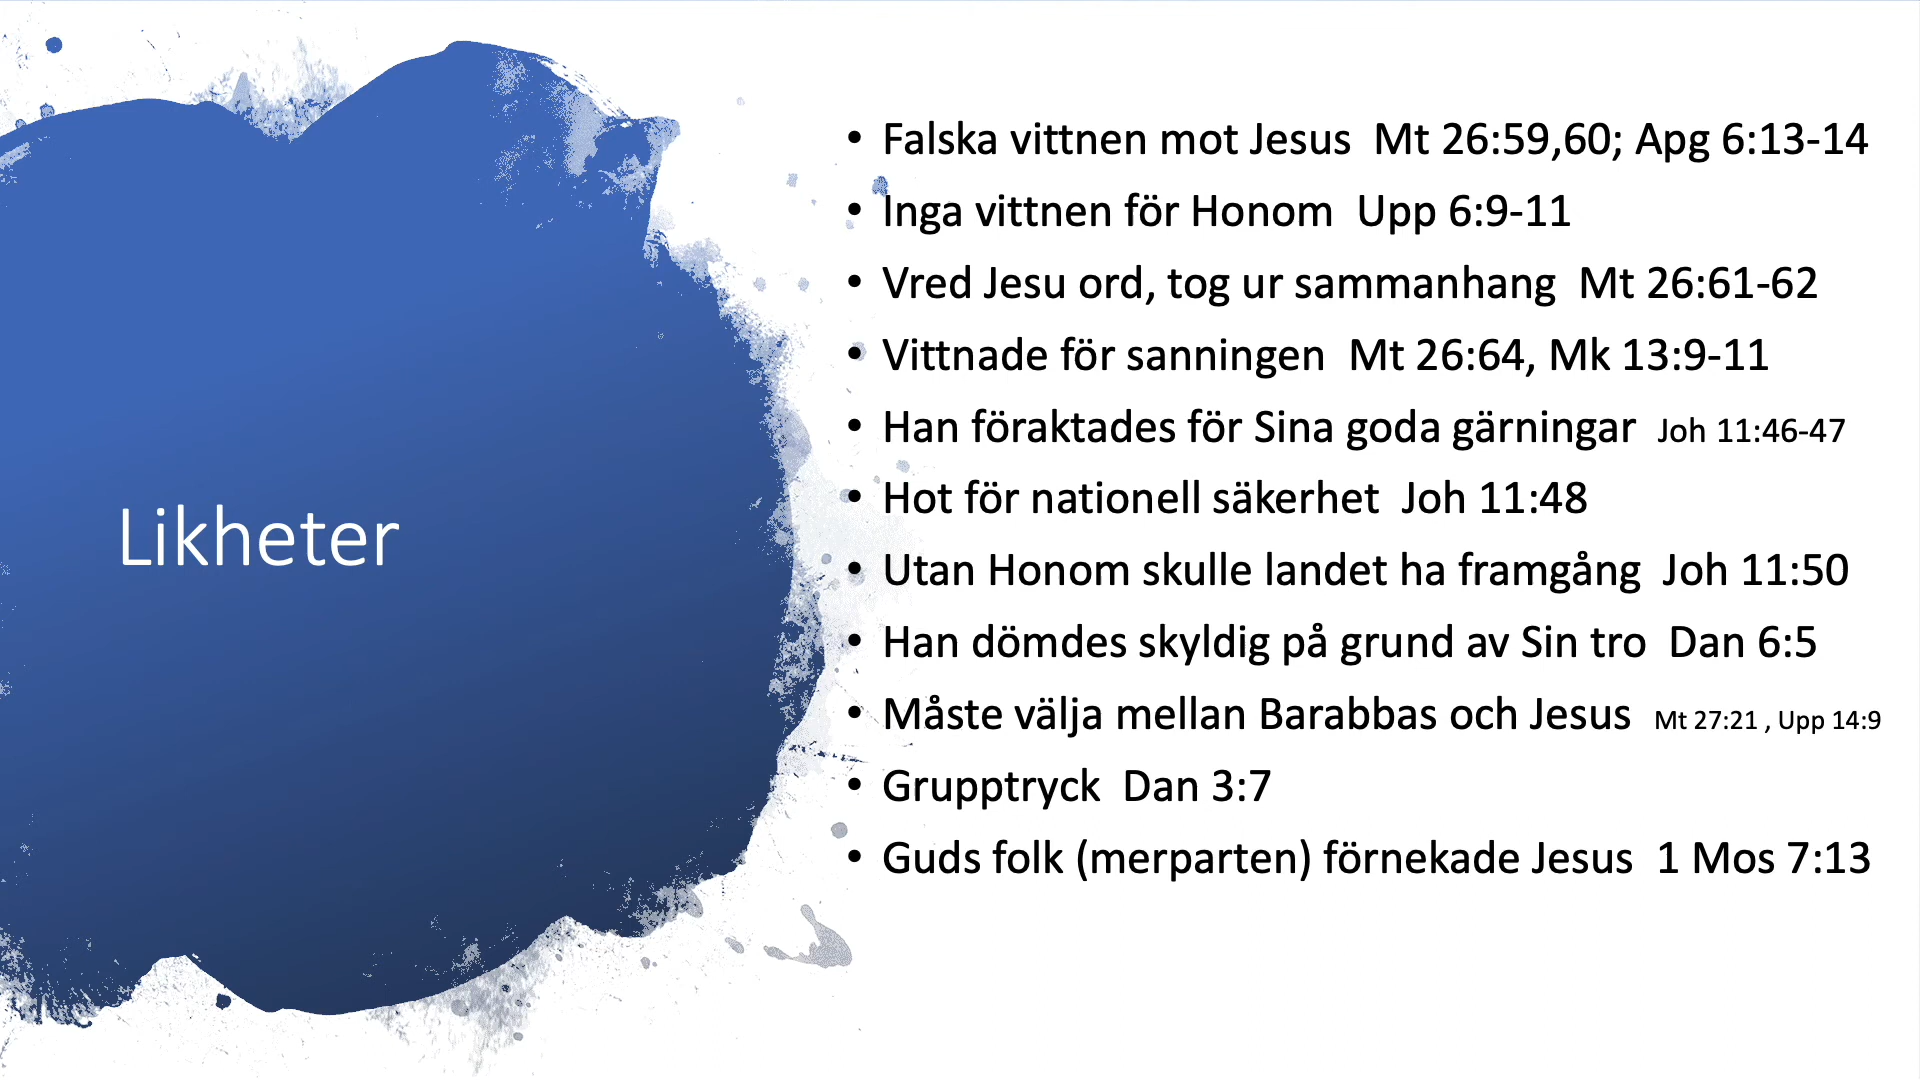 Likheter
• Falska vittnen mot Jesus  Mt 26:59,60; Apg 6:13-14
• Inga vittnen för Honom  Upp 6:9-11
• Vred Jesu ord, tog ur sammanhang  Mt 26:61-62
• Vittnade för sanningen  Mt 26:64, Mk 13:9-11
• Han föraktades för Sina goda gärningar  Joh 11:46-47
• Hot för nationell säkerhet  Joh 11:48
• Utan Honom skulle landet ha framgång  Joh 11:50
• Han dömdes skyldig på grund av Sin tro  Dan 6:5
• Måste välja mellan Barabbas och Jesus  Mt 27:21 , Upp 14:9
• Grupptryck  Dan 3:7
• Guds folk (merparten) förnekade Jesus  1 Mos 7:13